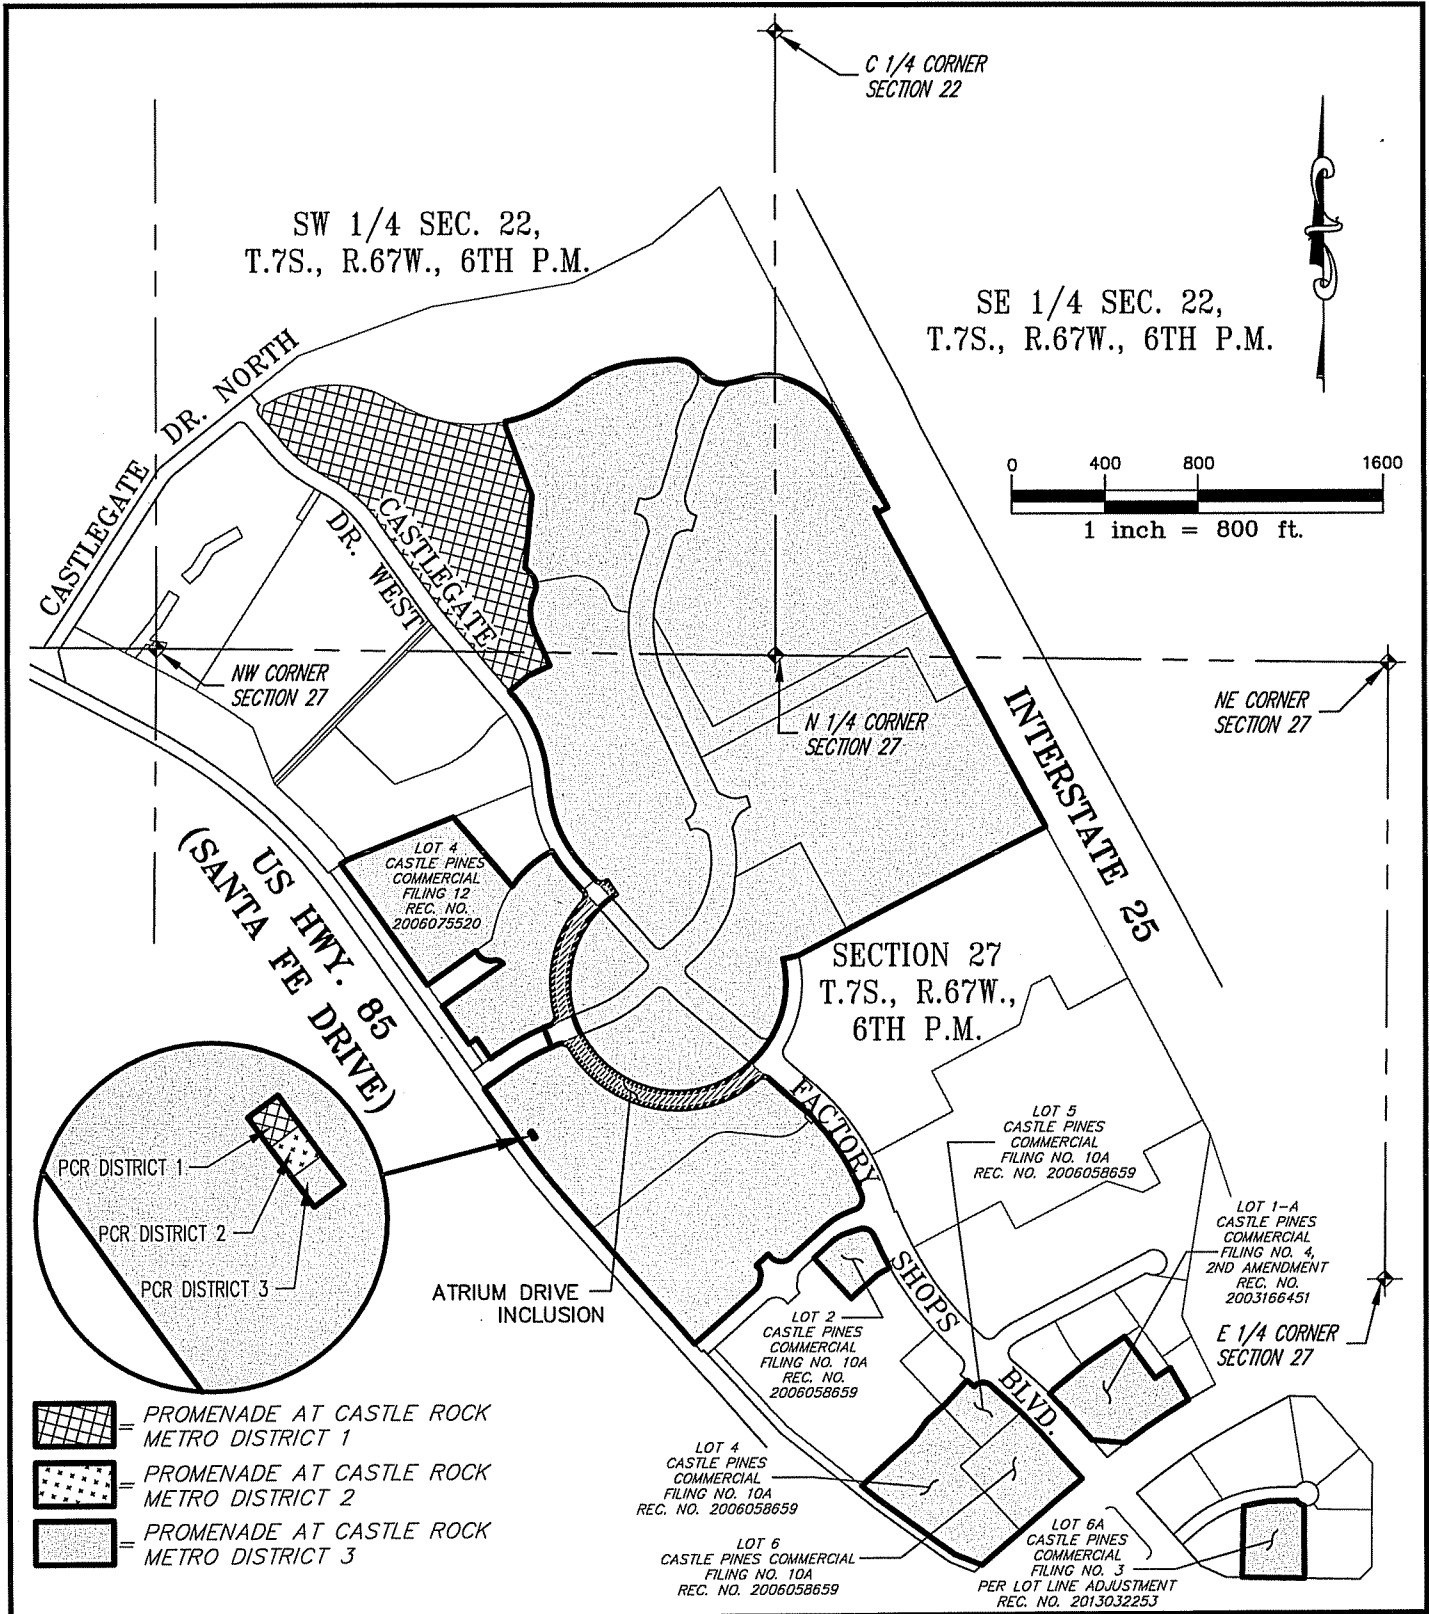 C 1/4 CORNER
SECTION 22
SW 1/4 SEC. 22,
T.7S., R.67W., 6TH P.M.
SE 1/4 SEC. 22,
T.7S., R.67W., 6TH P.M.
0 400 800 1600
1 inch = 800 ft.
CASTLEGATE DR. NORTH
CASTLEGATE
DR. WEST
NW CORNER
SECTION 27
N 1/4 CORNER
SECTION 27
NE CORNER
SECTION 27
INTERSTATE 25
US HWY. 85
(SANTA FE DRIVE)
LOT 4
CASTLE PINES
COMMERCIAL
FILING 12
REC. NO.
2006075520
SECTION 27
T.7S., R.67W.,
6TH P.M.
FACTORY SHOPS BLVD.
LOT 5
CASTLE PINES
COMMERCIAL
FILING NO. 10A
REC. NO. 2006058659
LOT 1-A
CASTLE PINES
COMMERCIAL
FILING NO. 4,
2ND AMENDMENT
REC. NO.
2003166451
PCR DISTRICT 1
PCR DISTRICT 2
PCR DISTRICT 3
ATRIUM DRIVE
INCLUSION
LOT 2
CASTLE PINES
COMMERCIAL
FILING NO. 10A
REC. NO.
2006058659
E 1/4 CORNER
SECTION 27
= PROMENADE AT CASTLE ROCK
METRO DISTRICT 1
= PROMENADE AT CASTLE ROCK
METRO DISTRICT 2
= PROMENADE AT CASTLE ROCK
METRO DISTRICT 3
LOT 4
CASTLE PINES
COMMERCIAL
FILING NO. 10A
REC. NO. 2006058659
LOT 6
CASTLE PINES COMMERCIAL
FILING NO. 10A
REC. NO. 2006058659
LOT 6A
CASTLE PINES
COMMERCIAL
FILING NO. 3
PER LOT LINE ADJUSTMENT
REC. NO. 2013032253